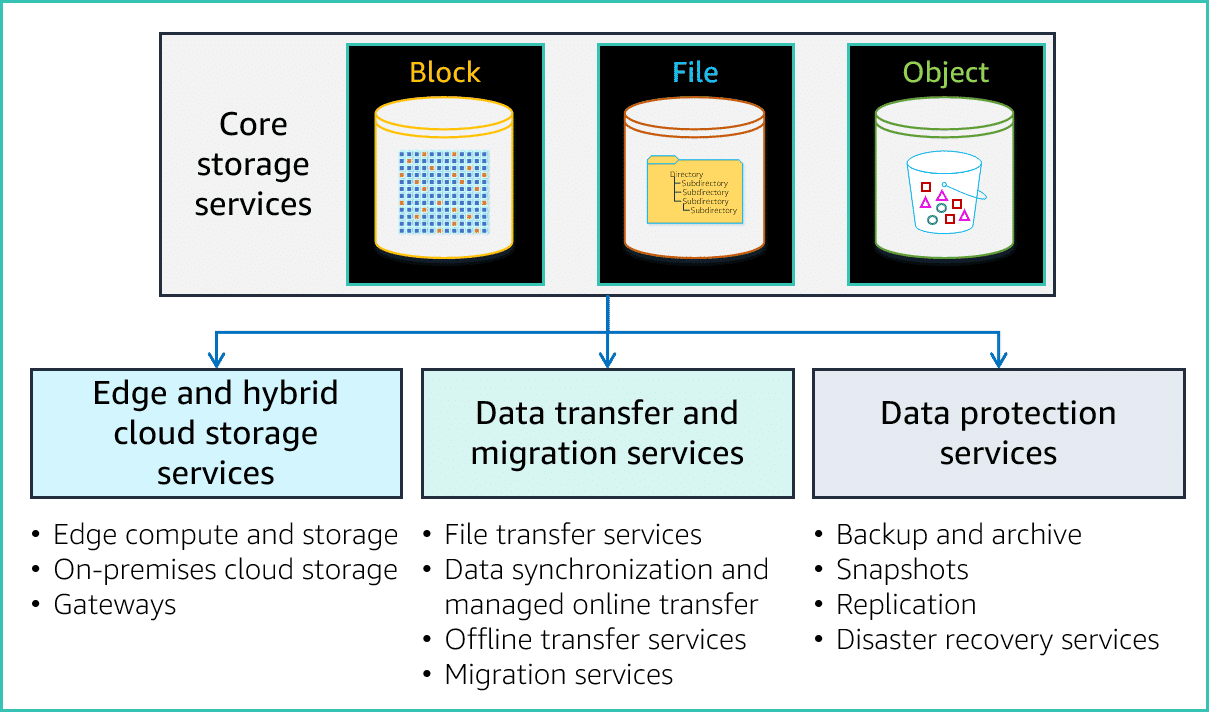 Core
storage
services
Block
File
Object
Directory
Subdirectory
Subdirectory
Subdirectory
Subdirectory
Edge and hybrid
cloud storage
services
• Edge compute and storage
• On-premises cloud storage
• Gateways
Data transfer and
migration services
• File transfer services
• Data synchronization and
managed online transfer
• Offline transfer services
• Migration services
Data protection
services
• Backup and archive
• Snapshots
• Replication
• Disaster recovery services